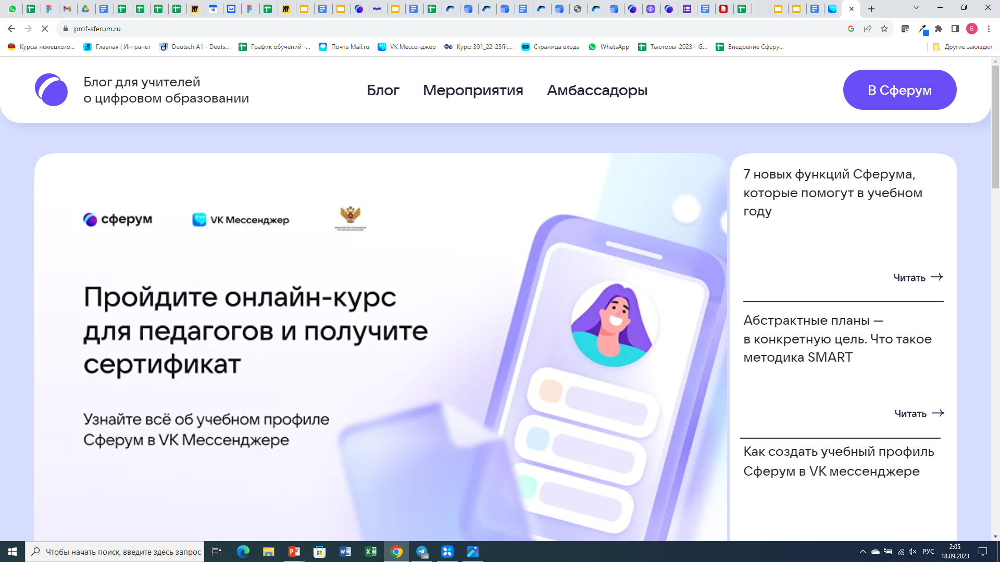 15
prof-sferum.ru
B
Курсы немецкого...
Главная | Интранет
Deutsch A1 - Deuts...
График обучений -...
Почта Mail.ru
VK Мессенджер
Курс: 301_22-23fil,...
Страница входа
WhatsApp
Тьюторы-2023 - G...
Внедрение Сферу...
Другие закладки
Блог для учителей
о цифровом образовании
Блог
Мероприятия
Амбассадоры
В Сферум
сферум
VK Мессенджер
Пройдите онлайн-курс
для педагогов и получите
сертификат
Узнайте всё об учебном профиле
Сферум в VK Мессенджере
7 новых функций Сферума,
которые помогут в учебном
году
Читать
Абстрактные планы —
в конкретную цель. Что такое
методика SMART
Читать
Как создать учебный профиль
Сферум в VK мессенджере
Чтобы начать поиск, введите здесь запрос
98
РУС
2:05
18.09.2023